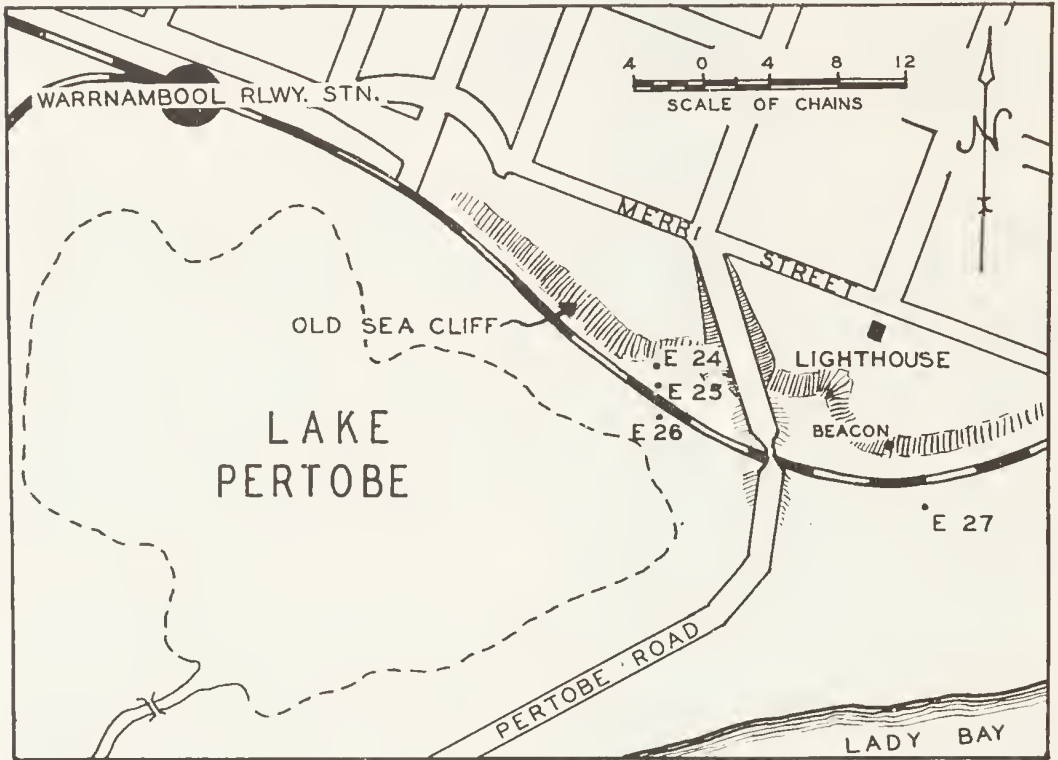 4 0 4 8 12
SCALE OF CHAINS
WARRNAMBOOL RLWY. STN.
N
MERRI STREET
OLD SEA CLIFF
E 24
LIGHTHOUSE
E 25
LAKE
PERTOBE
E 26
BEACON
E 27
PERTOBE ROAD
LADY BAY